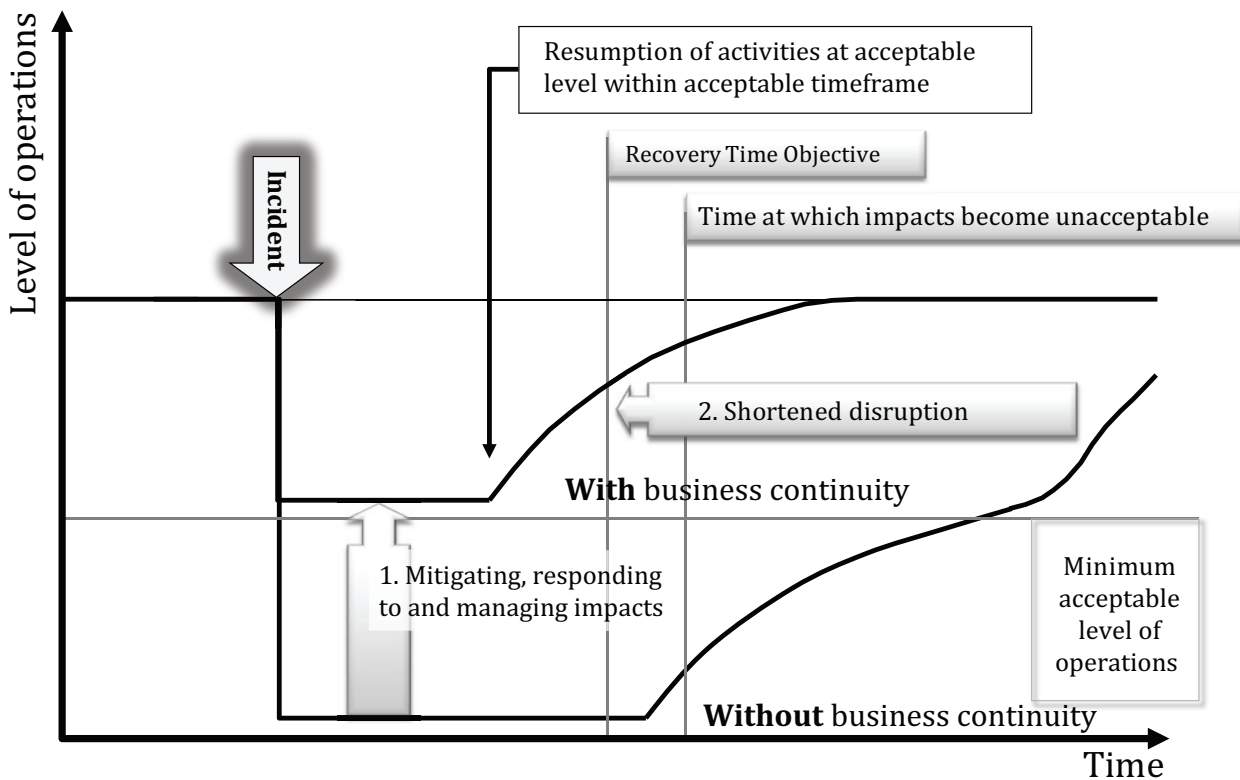 Level of operations
Resumption of activities at acceptable
level within acceptable timeframe
Recovery Time Objective
Time at which impacts become unacceptable
Incident
2. Shortened disruption
With business continuity
1. Mitigating, responding
to and managing impacts
Minimum
acceptable
level of
operations
Without business continuity
Time